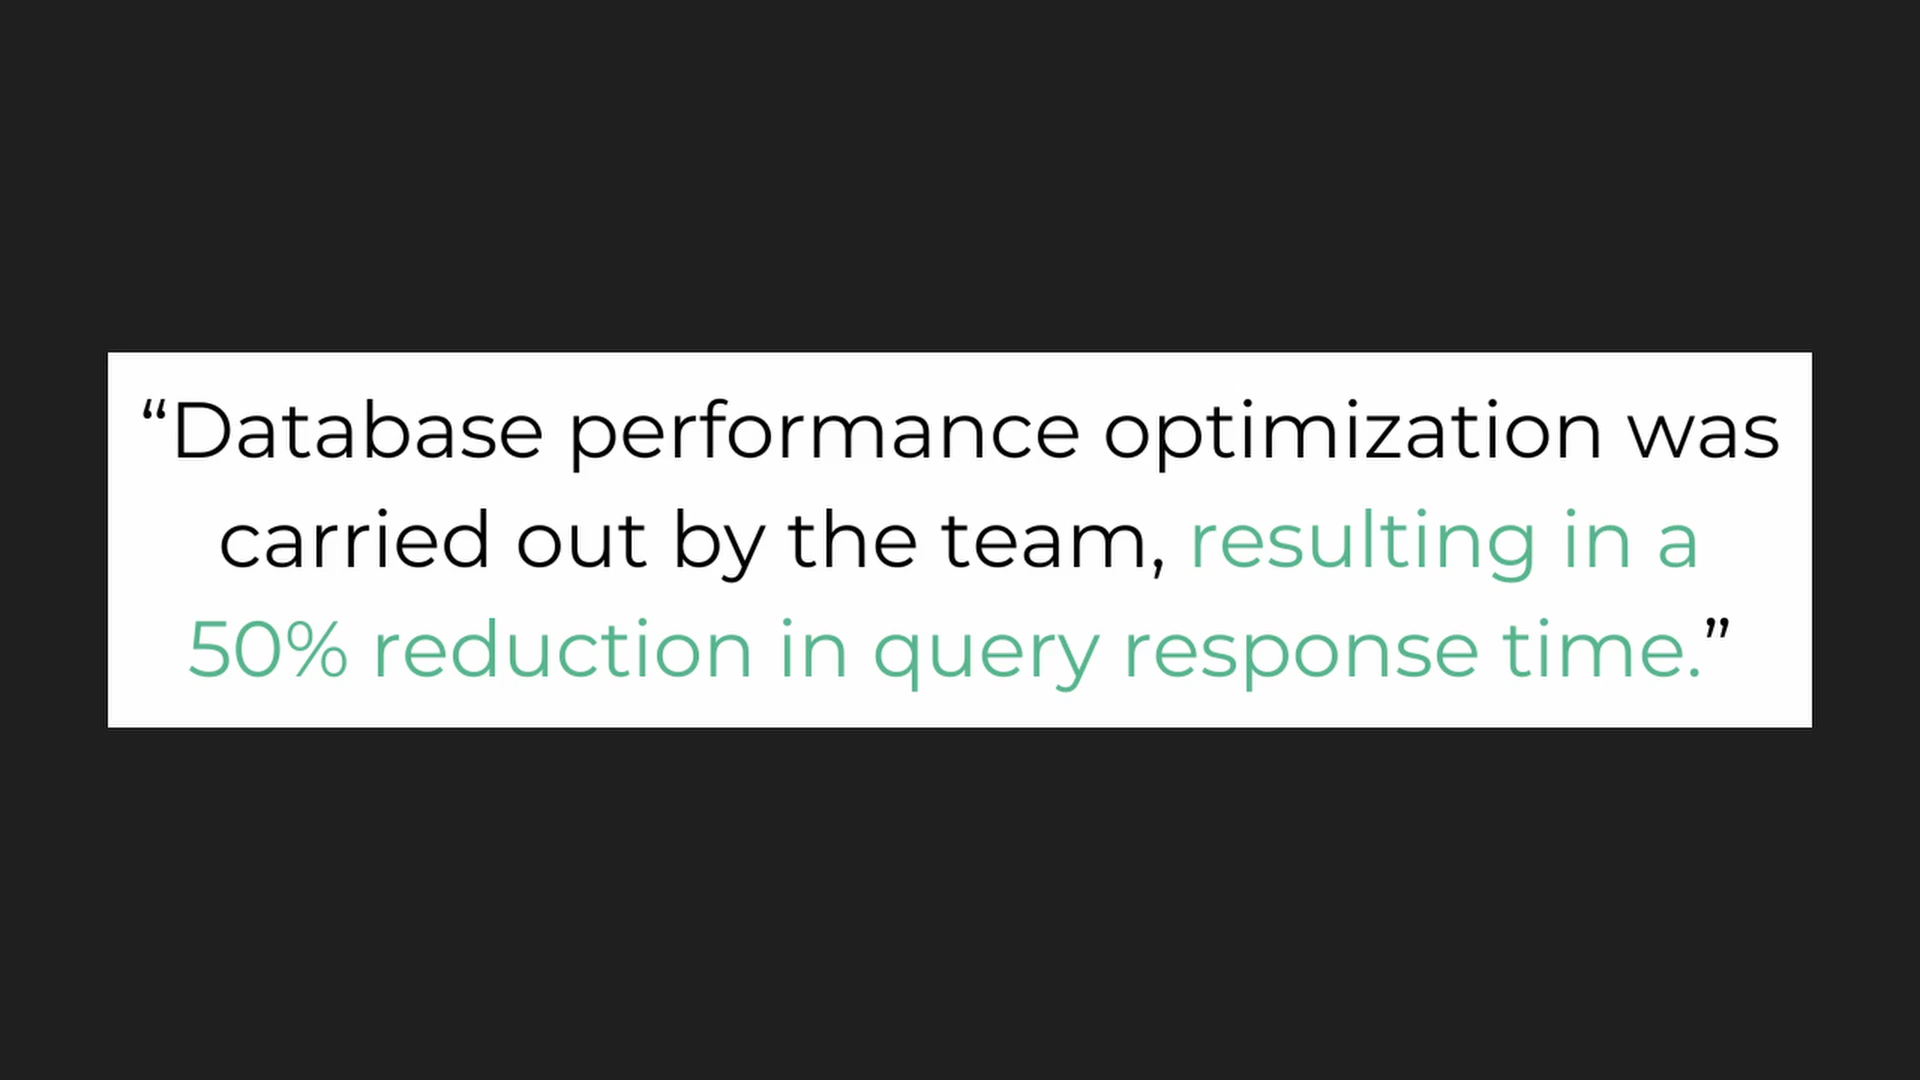 “Database performance optimization was
carried out by the team, resulting in a
50% reduction in query response time.”